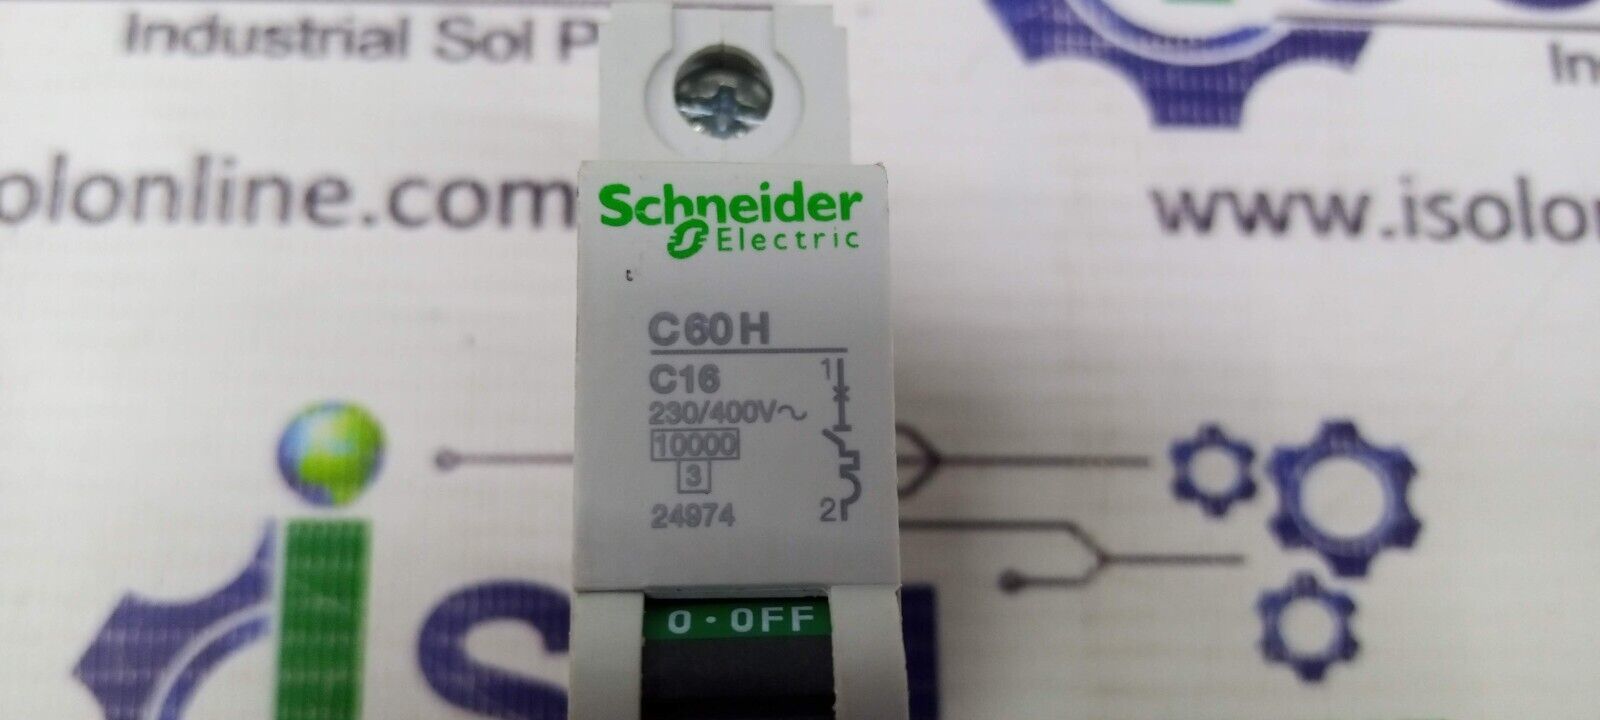 Industrial Sol P
In
olonline.com
www.isolon
Schneider
Electric
C60H
C16
230/400V~
10000
3
24974
1
2
O·OFF